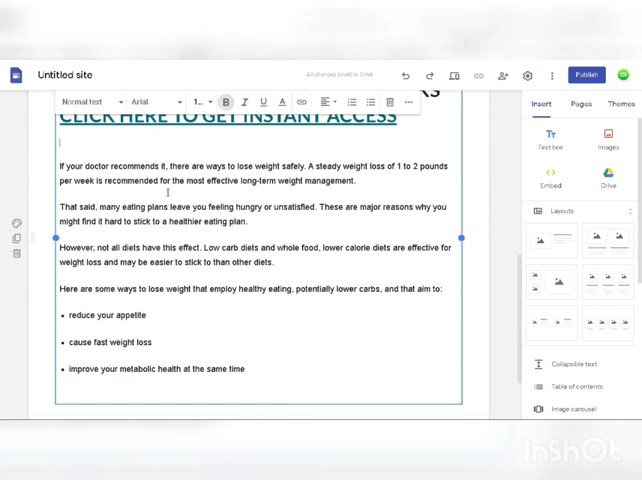 Untitled site
All changes saved in Drive
Publish
Normal text
Arial
1...
B
I
U
A
Insert
Pages
Themes
CLICK HERE TO GET INSTANT ACCESS
If your doctor recommends it, there are ways to lose weight safely. A steady weight loss of 1 to 2 pounds
per week is recommended for the most effective long-term weight management.
That said, many eating plans leave you feeling hungry or unsatisfied. These are major reasons why you
might find it hard to stick to a healthier eating plan.
However, not all diets have this effect. Low carb diets and whole food, lower calorie diets are effective for
weight loss and may be easier to stick to than other diets.
Here are some ways to lose weight that employ healthy eating, potentially lower carbs, and that aim to:
• reduce your appetite
• cause fast weight loss
• improve your metabolic health at the same time
Tт
Text box
Images
Embed
Drive
Layouts
Collapsible text
Table of contents
Image carousel
InShOt